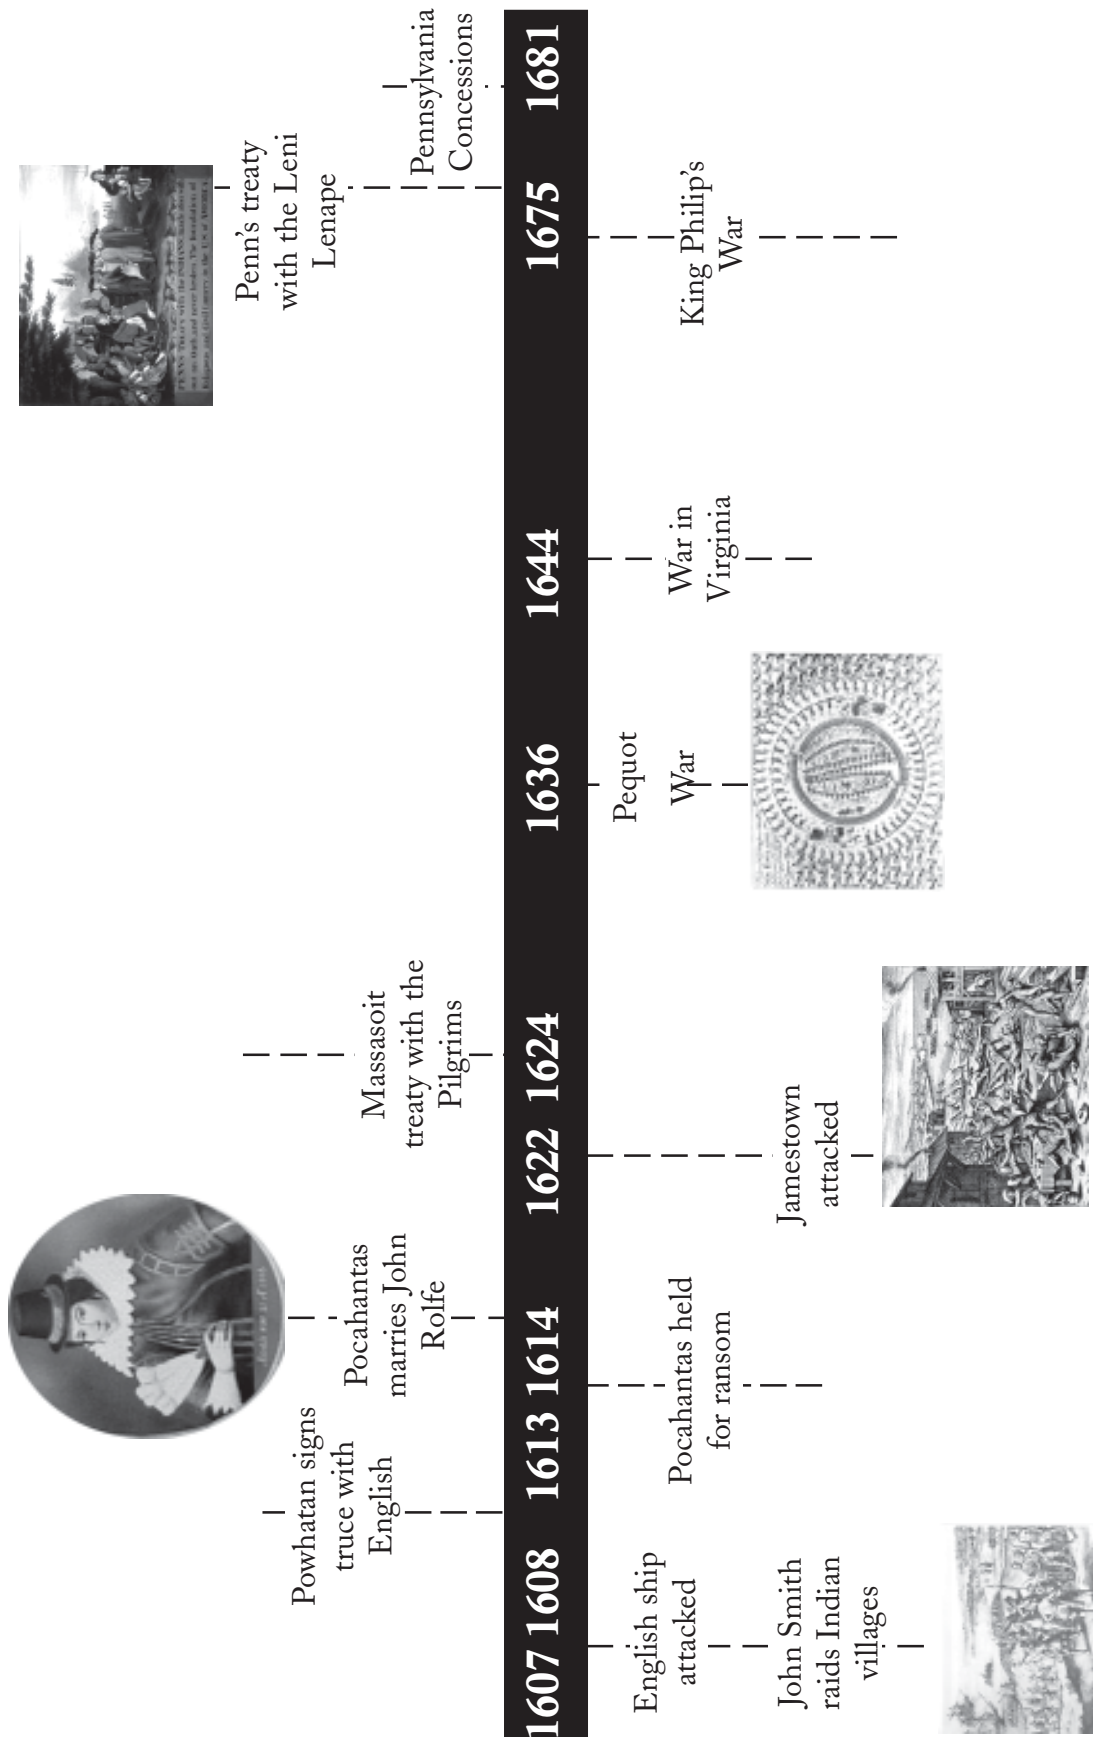 Powhatan signs
truce with
English
Pocahantas
marries John
Rolfe
Massasoit
treaty with the
Pilgrims
Penn's treaty
with the Leni
Lenape
Pennsylvania
Concessions
1607 1608 1613 1614 1622 1624 1636 1644 1675 1681
English ship
attacked
John Smith
raids Indian
villages
Pocahantas held
for ransom
Jamestown
attacked
Pequot
War
War in
Virginia
King Philip's
War